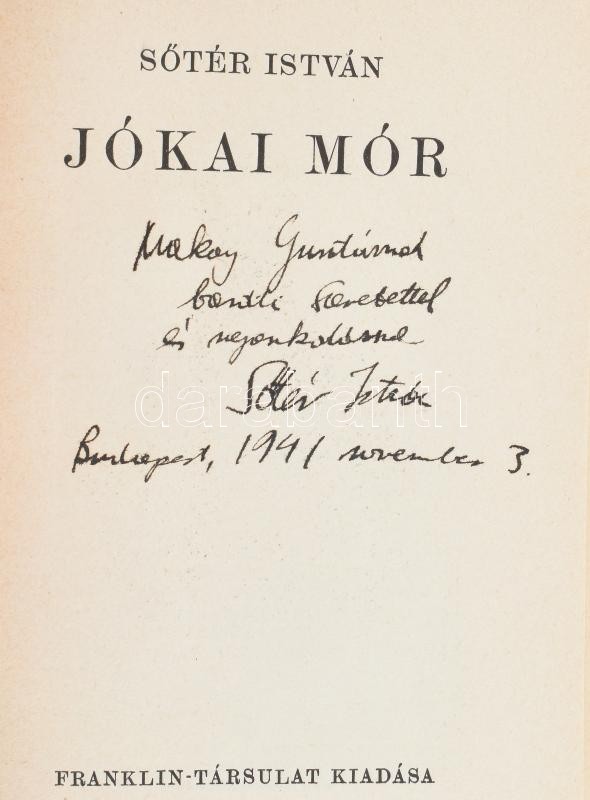 SŐTÉR ISTVÁN
JÓKAI MÓR
Makay Gusztávnak
baráti szeretettel
és
Sőtér István
Budapest, 1941 november 3.
darabanth
FRANKLIN-TÁRSULAT KIADÁSA